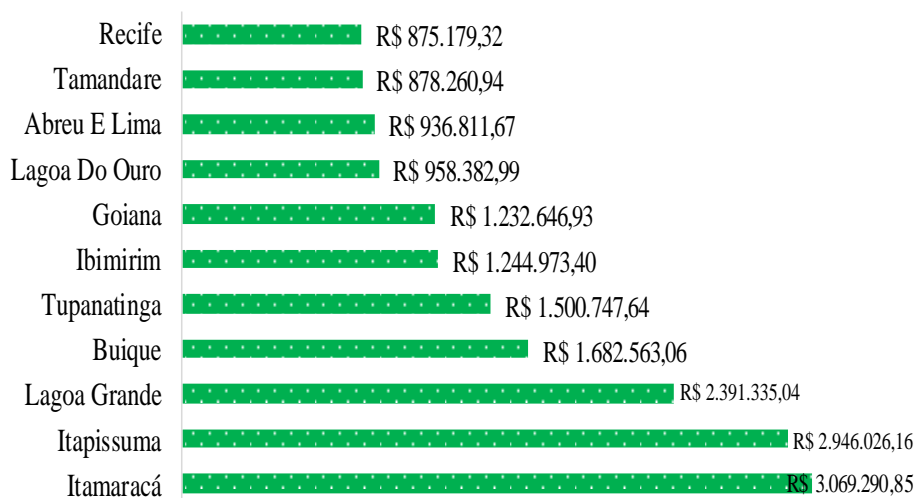 Recife R$ 875.179,32
Tamandare R$ 878.260,94
Abreu E Lima R$ 936.811,67
Lagoa Do Ouro R$ 958.382,99
Goiana R$ 1.232.646,93
Ibimirim R$ 1.244.973,40
Tupanatinga R$ 1.500.747,64
Buique R$ 1.682.563,06
Lagoa Grande R$ 2.391.335,04
Itapissuma R$ 2.946.026,16
Itamaracá R$ 3.069.290,85